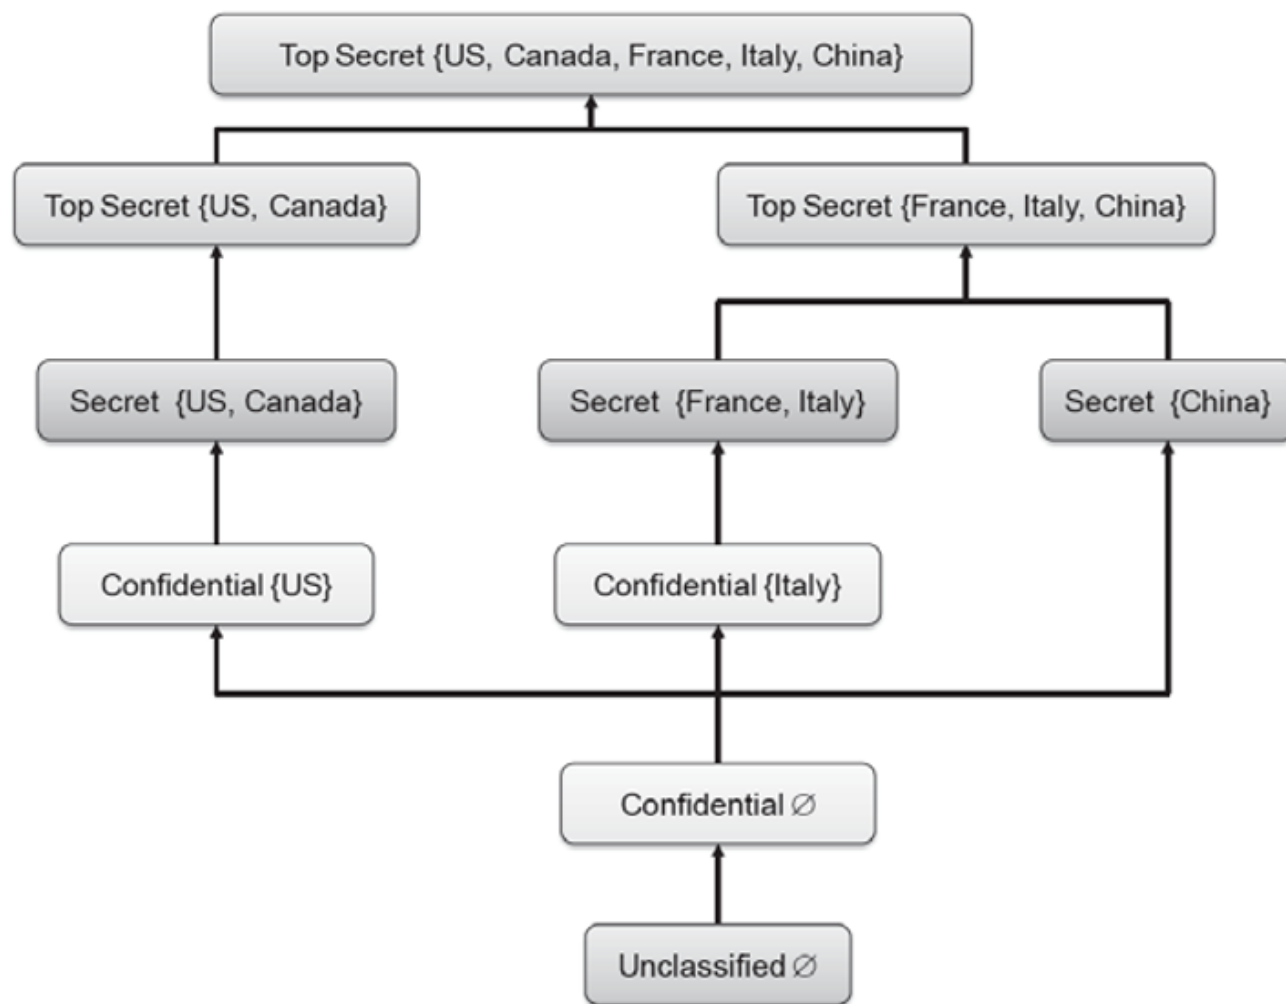 Top Secret {US, Canada, France, Italy, China}
Top Secret {US, Canada}
Top Secret {France, Italy, China}
Secret {US, Canada}
Secret {France, Italy}
Secret {China}
Confidential {US}
Confidential {Italy}
Confidential ∅
Unclassified ∅